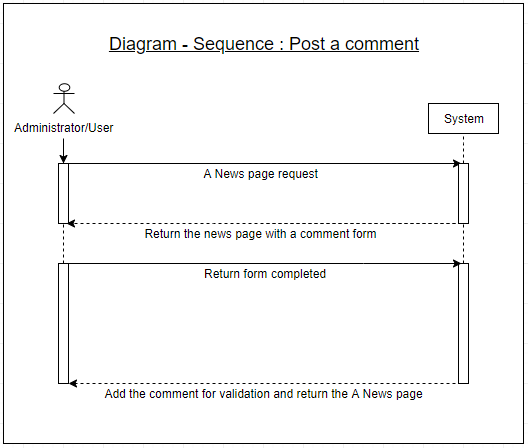 Diagram - Sequence : Post a comment
Administrator/User
System
A News page request
Return the news page with a comment form
Return form completed
Add the comment for validation and return the A News page